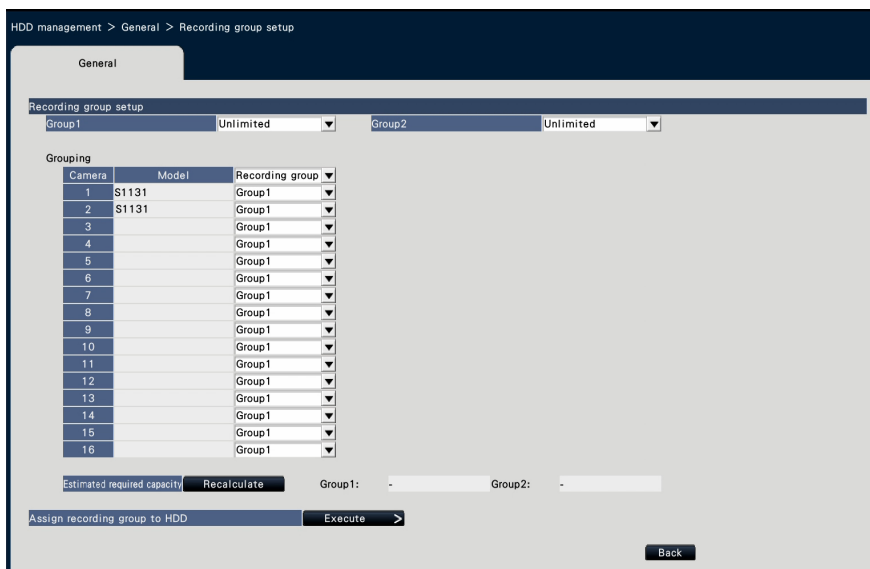 HDD management > General > Recording group setup
General
Recording group setup
Group1 Unlimited Group2 Unlimited
Grouping
Camera Model Recording group
1 S1131 Group1
2 S1131 Group1
3 Group1
4 Group1
5 Group1
6 Group1
7 Group1
8 Group1
9 Group1
10 Group1
11 Group1
12 Group1
13 Group1
14 Group1
15 Group1
16 Group1
Estimated required capacity Recalculate Group1: - Group2: -
Assign recording group to HDD Execute >
Back